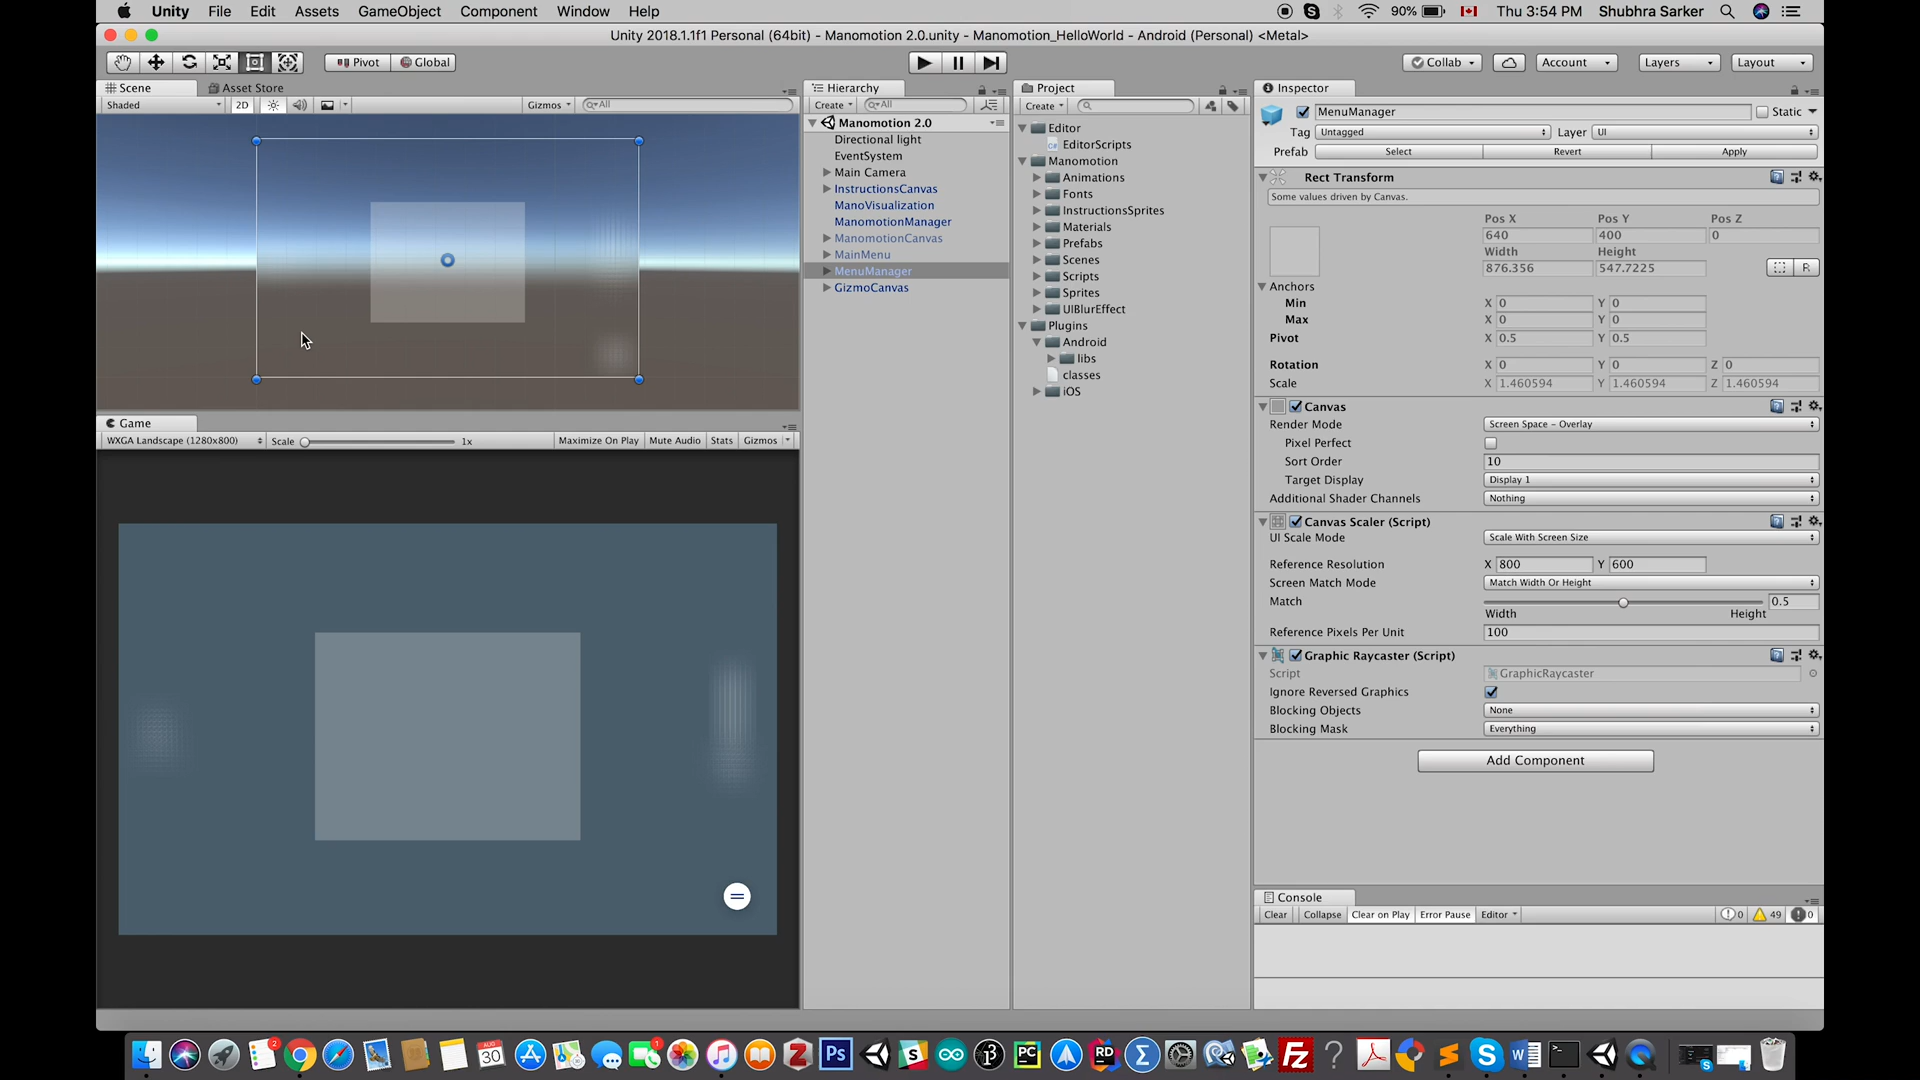 Unity File Edit Assets GameObject Component Window Help 90% Thu 3:54 PM Shubhra Sarker
Unity 2018.1.1f1 Personal (64bit) - Manomotion 2.0.unity - Manomotion_HelloWorld - Android (Personal) <Metal>
Pivot Global Collab Account Layers Layout
Scene Asset Store
Shaded 2D Gizmos All
Game
WXGA Landscape (1280x800) Scale 1x Maximize On Play Mute Audio Stats Gizmos
Hierarchy
Create All
Manomotion 2.0
Directional light
EventSystem
Main Camera
InstructionsCanvas
ManoVisualization
ManomotionManager
ManomotionCanvas
MainMenu
MenuManager
GizmoCanvas
Project
Create
Editor
EditorScripts
Manomotion
Animations
Fonts
InstructionsSprites
Materials
Prefabs
Scenes
Scripts
Sprites
UIBlurEffect
Plugins
Android
libs
classes
iOS
Inspector
MenuManager Static
Tag Untagged Layer UI
Prefab Select Revert Apply
Rect Transform
Some values driven by Canvas.
Pos X Pos Y Pos Z
640 400 0
Width Height
876.356 547.7225 R
Anchors
Min X 0 Y 0
Max X 0 Y 0
Pivot X 0.5 Y 0.5
Rotation X 0 Y 0 Z 0
Scale X 1.460594 Y 1.460594 Z 1.460594
Canvas
Render Mode Screen Space - Overlay
Pixel Perfect
Sort Order 10
Target Display Display 1
Additional Shader Channels Nothing
Canvas Scaler (Script)
UI Scale Mode Scale With Screen Size
Reference Resolution X 800 Y 600
Screen Match Mode Match Width Or Height
Match 0.5
Width Height
Reference Pixels Per Unit 100
Graphic Raycaster (Script)
Script GraphicRaycaster
Ignore Reversed Graphics
Blocking Objects None
Blocking Mask Everything
Add Component
Console
Clear Collapse Clear on Play Error Pause Editor 0 49 0
2 AUG 30 1 Ps PC RD